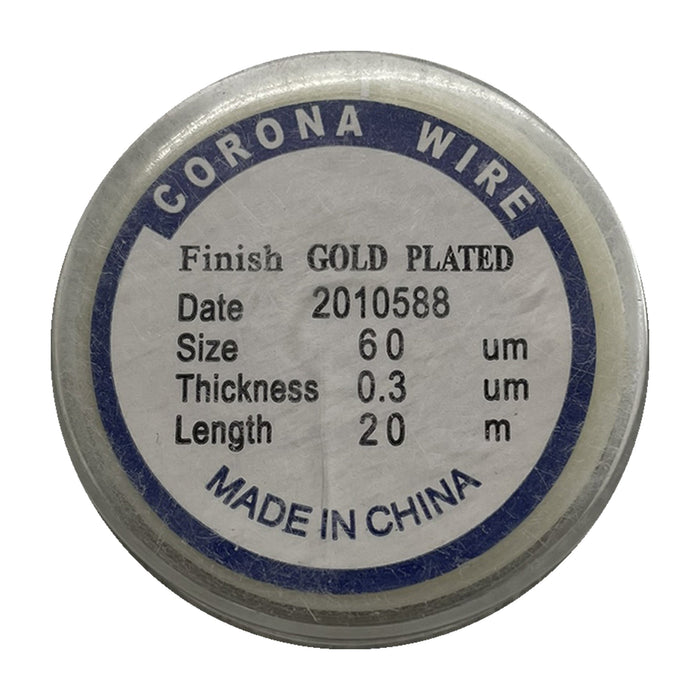 CORONA WIRE
Finish GOLD PLATED
Date 2010588
Size 60 um
Thickness 0.3 um
Length 20 m
MADE IN CHINA